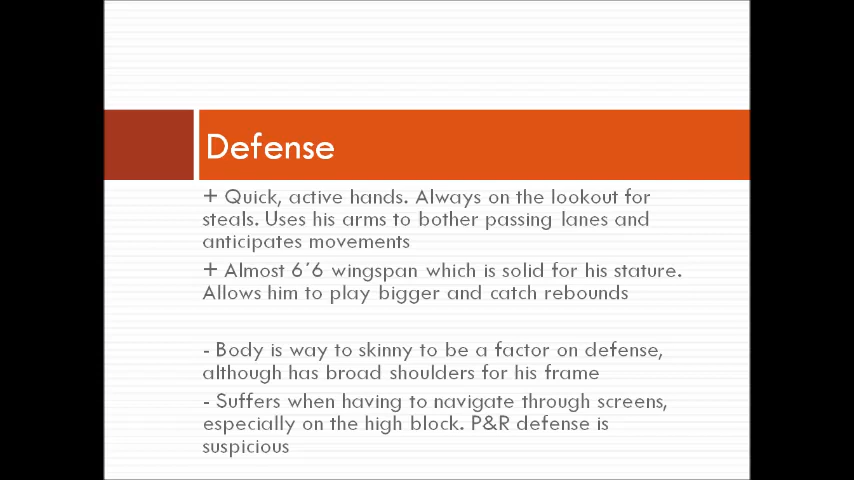 Defense
+ Quick, active hands. Always on the lookout for
steals. Uses his arms to bother passing lanes and
anticipates movements
+ Almost 6´6 wingspan which is solid for his stature.
Allows him to play bigger and catch rebounds
- Body is way to skinny to be a factor on defense,
although has broad shoulders for his frame
- Suffers when having to navigate through screens,
especially on the high block. P&R defense is
suspicious